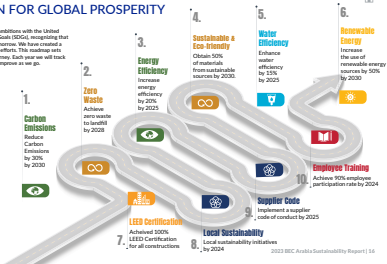 N FOR GLOBAL PROSPERITY
ambitions with the United
Goals (SDGs), recognizing that
morrow. We have created a
efforts. This roadmap sets
rney. Each year we will track
improve as we go.
1.
Carbon
Emissions
Reduce
Carbon
Emissions
by 30%
by 2030
2.
Zero
Waste
Achieve
zero waste
to landfill
by 2028
3.
Energy
Efficiency
Increase
energy
efficiency
by 20%
by 2025
4.
Sustainable &
Eco-friendly
Obtain 50%
of materials
from sustainable
sources by 2030.
5.
Water
Efficiency
Enhance
water
efficiency
by 15%
by 2025
6.
Renewable
Energy
Increase
the use of
renewable energy
sources by 50%
by 2030
7.
LEED Certification
Acheived 100%
LEED Certification
for all constructions
8.
Local Sustainability
Local sustainability initiatives
by 2024
9.
Supplier Code
Implement a supplier
code of conduct by 2025
10.
Employee Training
Achieve 90% employee
participation rate by 2024
2023 BEC Arabia Sustainability Report | 16